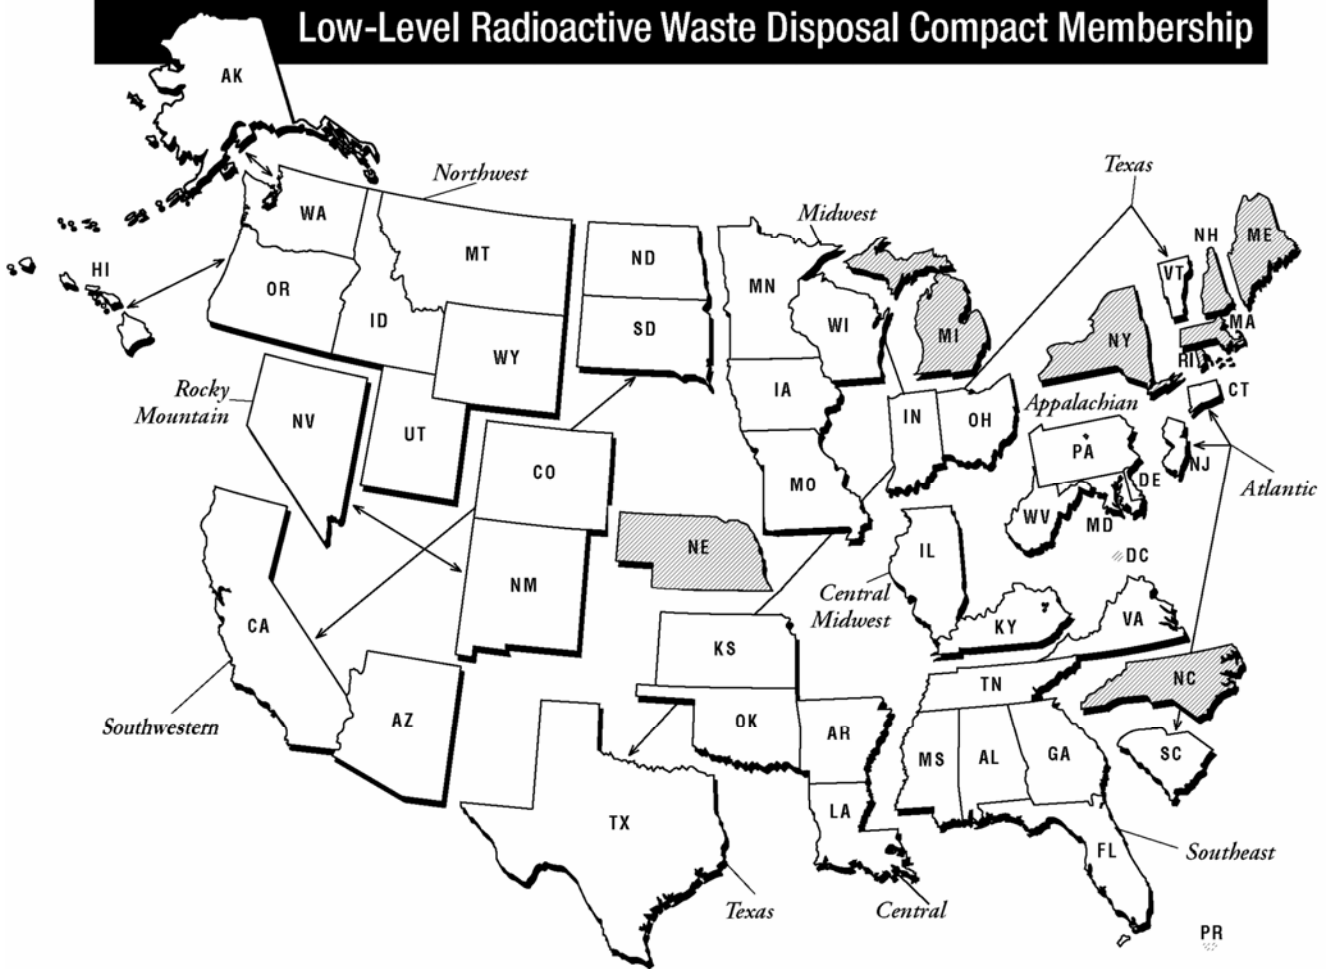 Low-Level Radioactive Waste Disposal Compact Membership
AK
Northwest
Texas
Midwest
WA
MT
ND
MN
NH
ME
VT
HI
OR
ID
SD
WI
MI
NY
MA
WY
RI
Rocky
Mountain
NV
UT
IA
IN
OH
Appalachian
CT
CO
MO
PA
NJ
DE
Atlantic
WV
MD
NE
IL
DC
NM
Central
Midwest
CA
KS
KY
VA
TN
NC
Southwestern
AZ
OK
AR
MS
AL
GA
SC
TX
LA
FL
Southeast
Texas
Central
PR